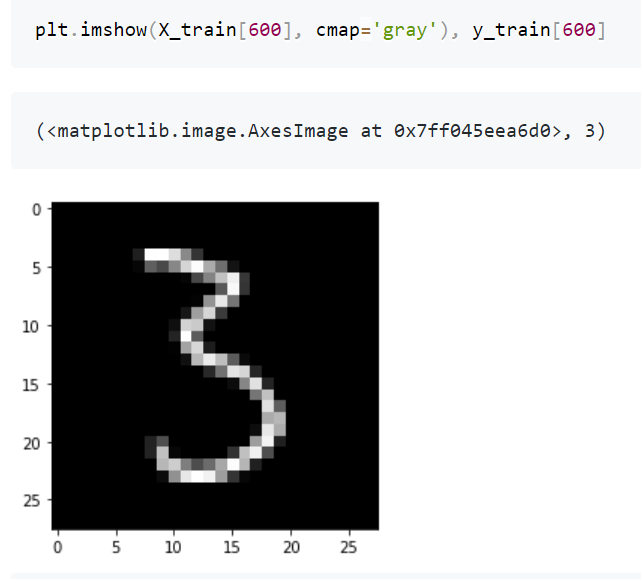 plt.imshow(X_train[600], cmap='gray'), y_train[600]
(<matplotlib.image.AxesImage at 0x7ff045eea6d0>, 3)
0
5
10
15
20
25
3
0 5 10 15 20 25